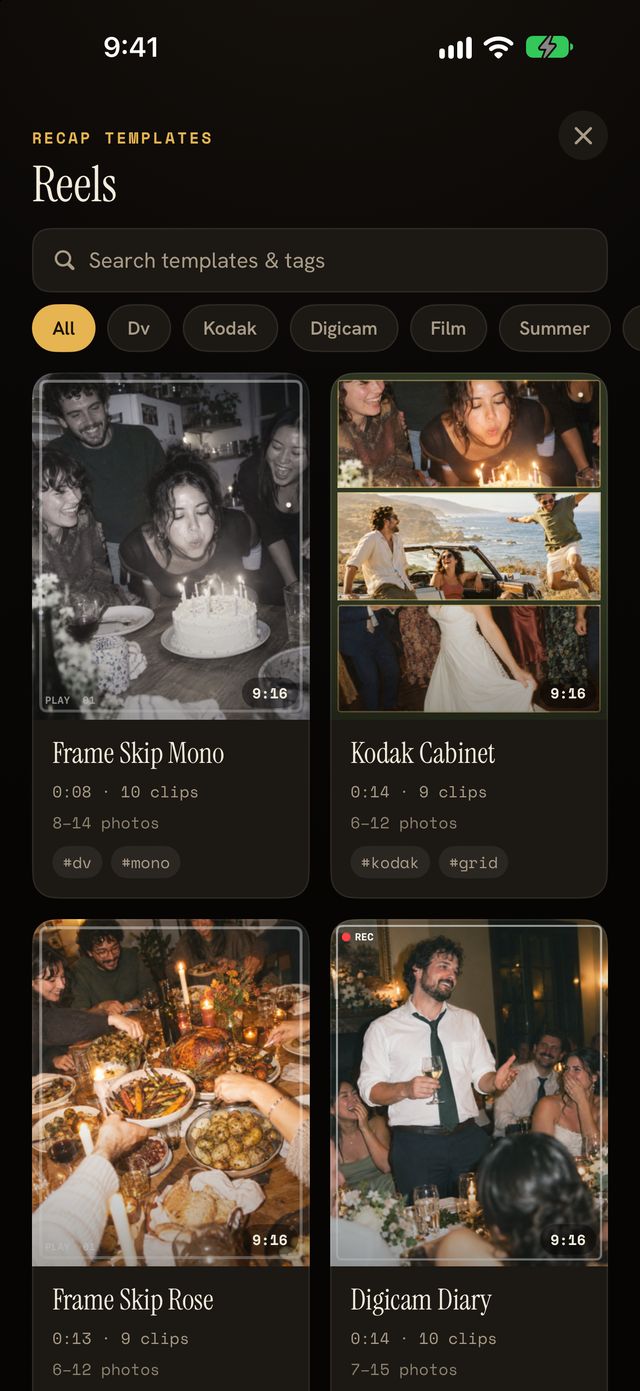 9:41
RECAP TEMPLATES
Reels
Search templates & tags
All
Dv
Kodak
Digicam
Film
Summer
PLAY 01
9:16
9:16
Frame Skip Mono
0:08 · 10 clips
8–14 photos
#dv
#mono
Kodak Cabinet
0:14 · 9 clips
6–12 photos
#kodak
#grid
PLAY 01
9:16
REC
9:16
Frame Skip Rose
0:13 · 9 clips
6–12 photos
Digicam Diary
0:14 · 10 clips
7–15 photos